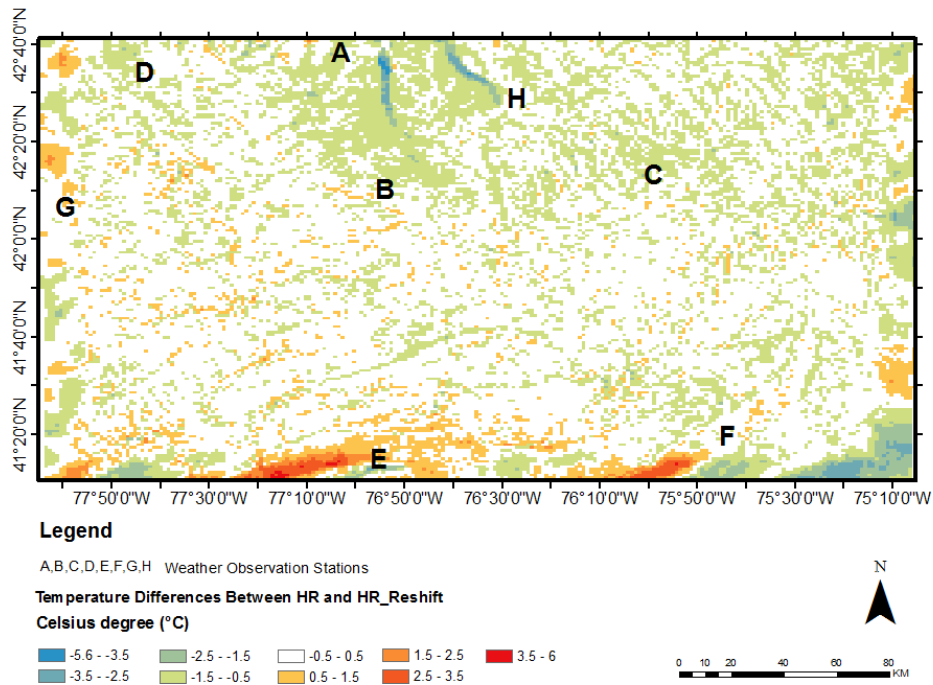 42°40'0"N
A
D
H
42°20'0"N
C
B
G
42°0'0"N
41°40'0"N
41°20'0"N
F
E
77°50'0"W 77°30'0"W 77°10'0"W 76°50'0"W 76°30'0"W 76°10'0"W 75°50'0"W 75°30'0"W 75°10'0"W
Legend
A,B,C,D,E,F,G,H Weather Observation Stations
Temperature Differences Between HR and HR_Reshift
Celsius degree (°C)
-5.6 - -3.5 -2.5 - -1.5 -0.5 - 0.5 1.5 - 2.5 3.5 - 6
-3.5 - -2.5 -1.5 - -0.5 0.5 - 1.5 2.5 - 3.5
N
0 5 10 20 40 60 80
KM